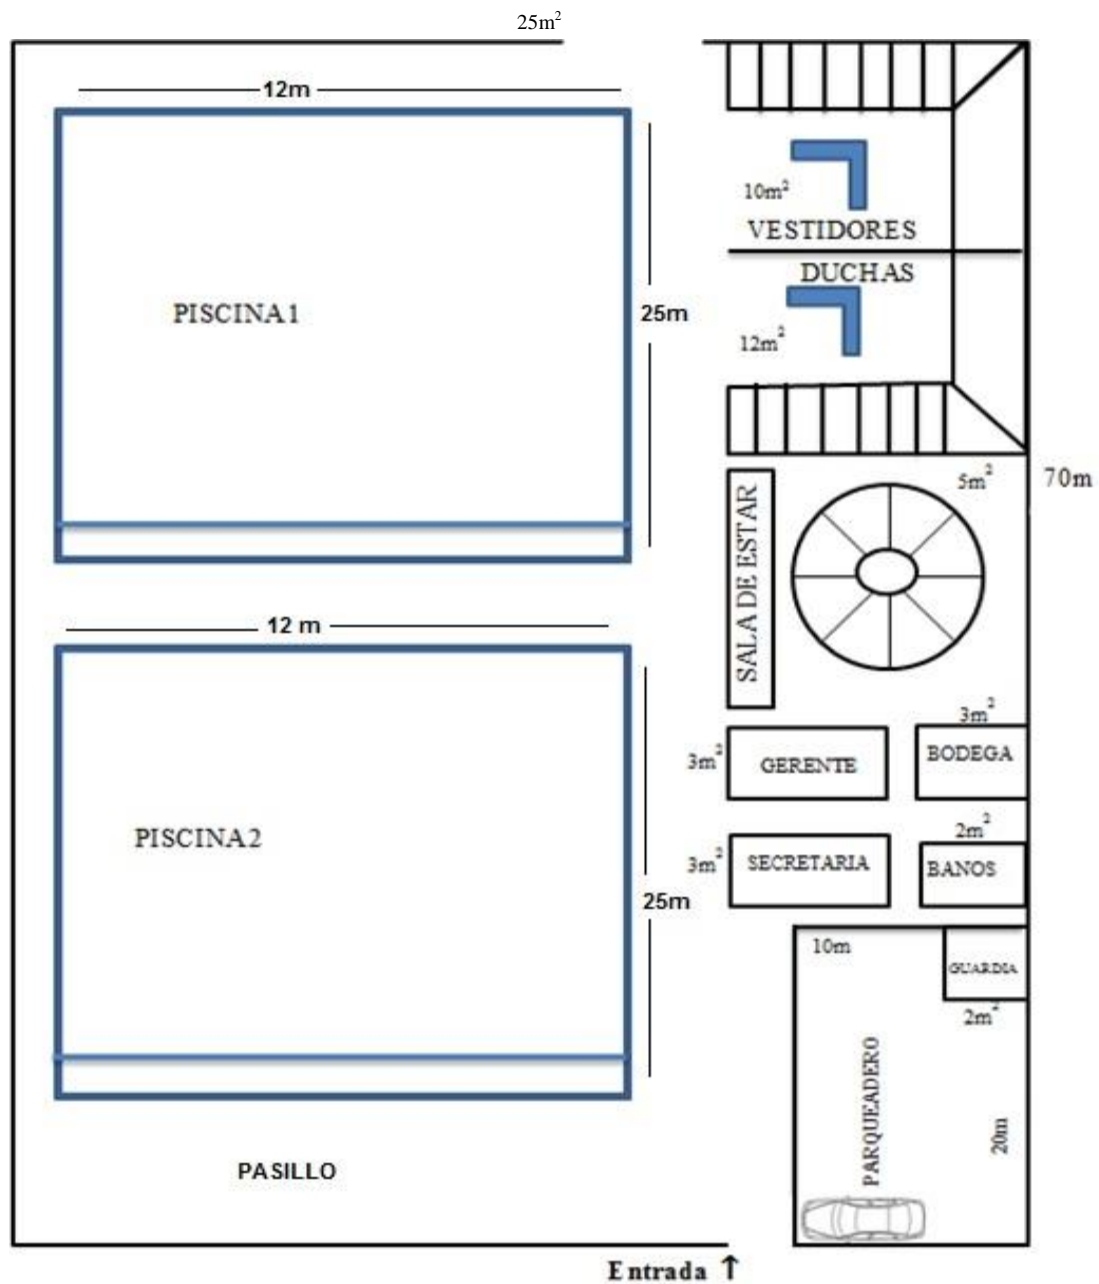 25m²
12m
10m²
VESTIDORES
DUCHAS
PISCINA1
25m
12m²
5m²
70m
SALA DE ESTAR
12 m
3m²
3m²
GERENTE
BODEGA
2m²
3m²
SECRETARIA
BANOS
PISCINA2
25m
10m
GUARDIA
2m²
PARQUEADERO
20m
PASILLO
Entrada ↑